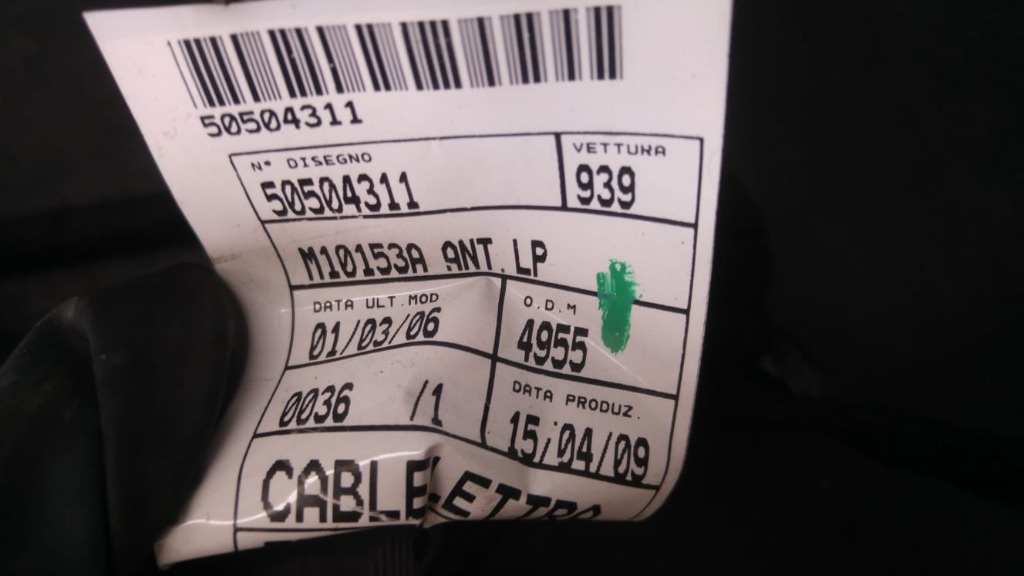 50504311
N° DISEGNO VETTURA
50504311 939
M10153A ANT.LP
DATA ULT.MOD O.D.M
01/03/06 4955
0036 /1 DATA PRODUZ.
15/04/09
CABLELETTRA